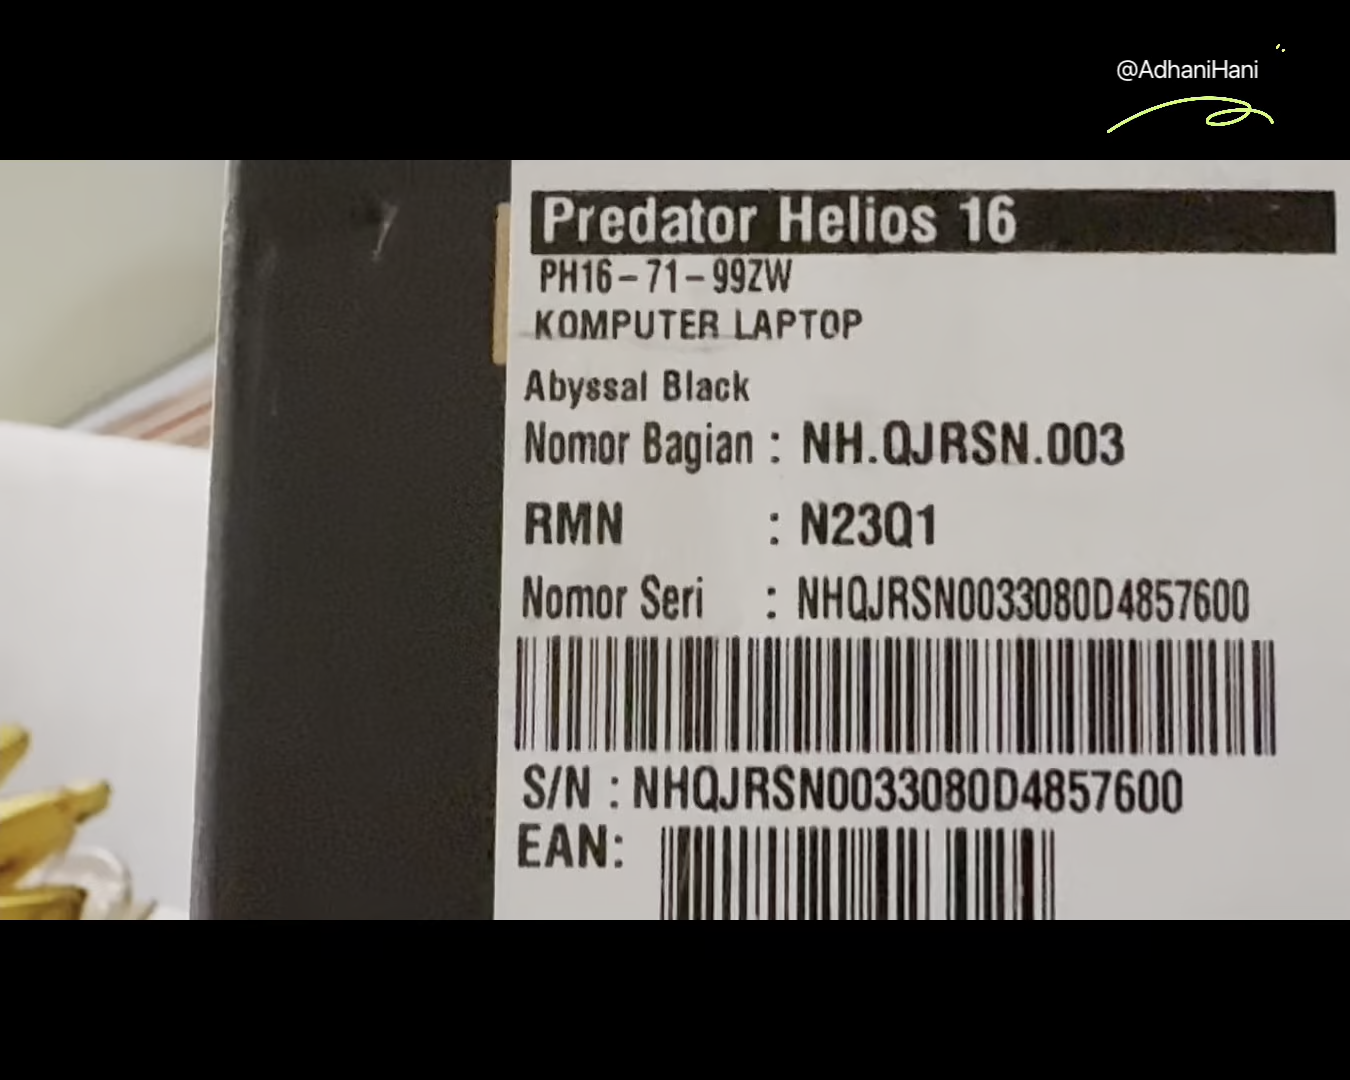 @AdhaniHani
Predator Helios 16
PH16-71-99ZW
KOMPUTER LAPTOP
Abyssal Black
Nomor Bagian : NH.QJRSN.003
RMN : N23Q1
Nomor Seri : NHQJRSN0033080D4857600
S/N : NHQJRSN0033080D4857600
EAN: